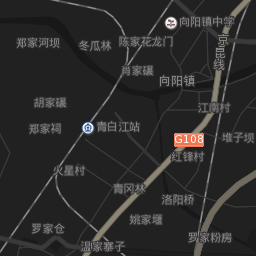 向阳镇中学
郑家河坝
冬瓜林
陈家花龙门
京昆线
肖家碾
向阳镇
胡家碾
江南村
郑家祠
青白江站
G108
堆子坝
红锋村
火星村
青冈林
洛阳桥
姚家堰
罗家仓
温家寨子
罗家粉房